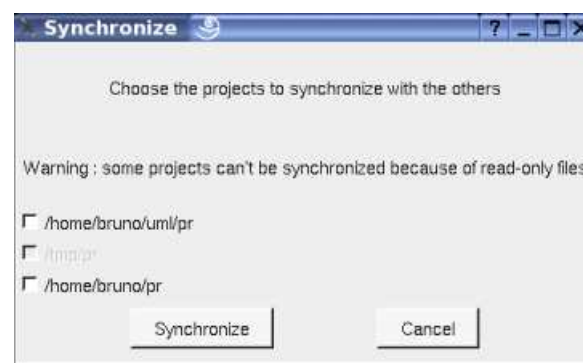 Synchronize
Choose the projects to synchronize with the others
Warning : some projects can't be synchronized because of read-only files
/home/bruno/uml/pr
/tmp/pr
/home/bruno/pr
Synchronize Cancel